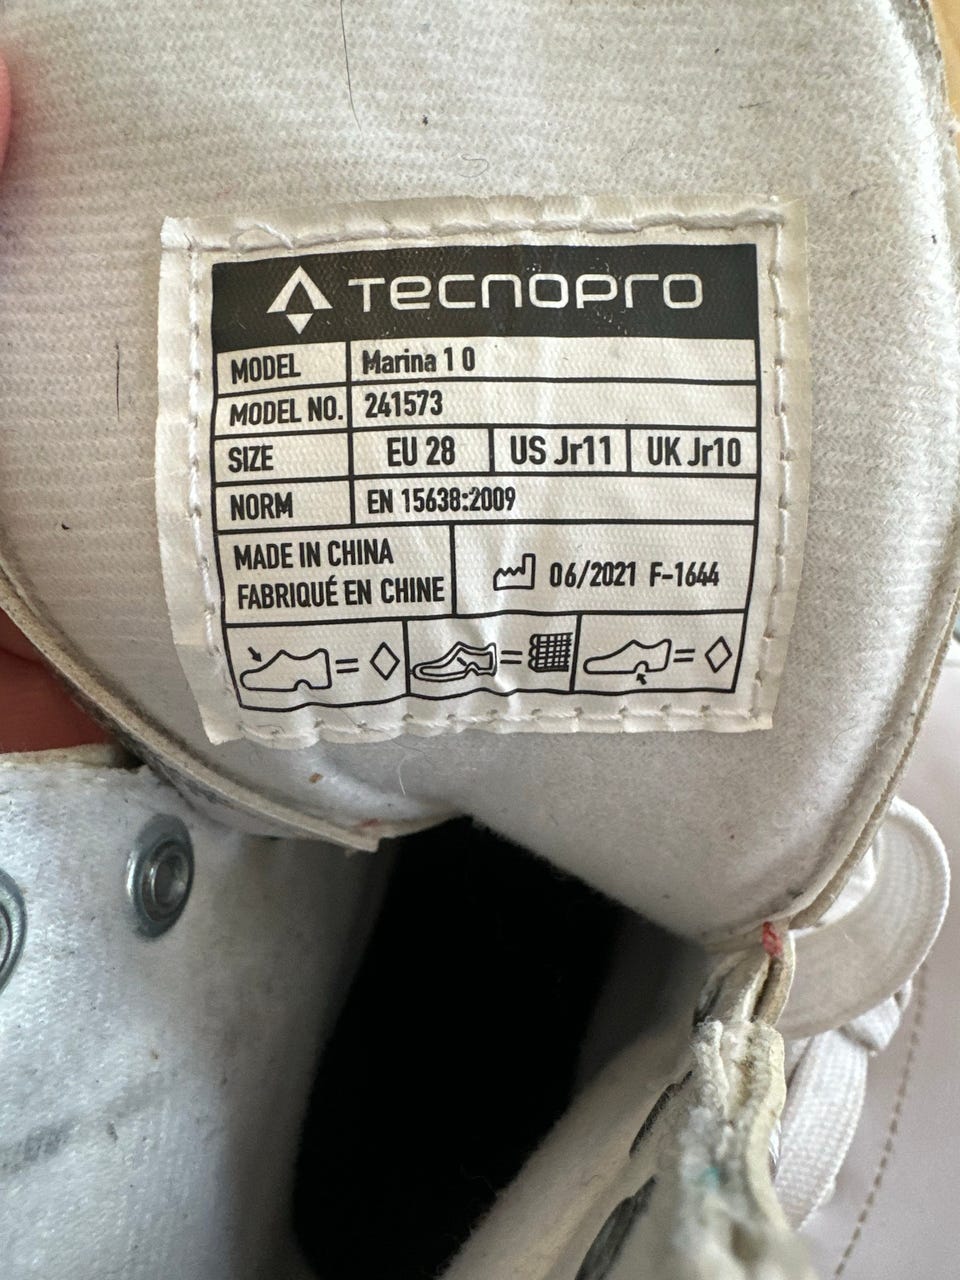 TECNOPRO
MODEL Marina 1 0
MODEL NO. 241573
SIZE EU 28 US Jr11 UK Jr10
NORM EN 15638:2009
MADE IN CHINA
FABRIQUÉ EN CHINE
06/2021 F-1644
= =  =